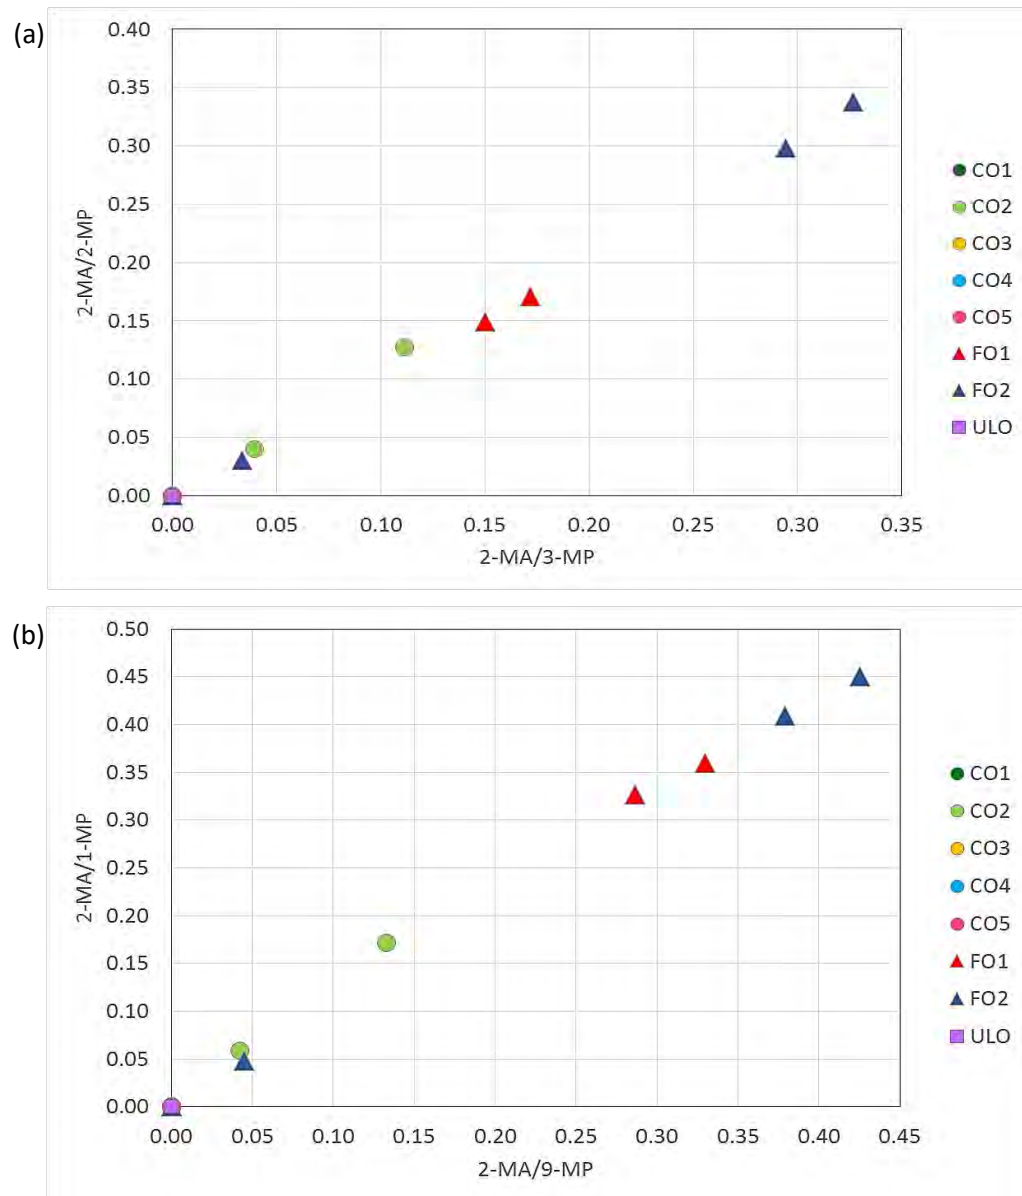 (a)
0.40
0.35
0.30
0.25
0.20
0.15
0.10
0.05
0.00
2-MA/2-MP
0.00 0.05 0.10 0.15 0.20 0.25 0.30 0.35
2-MA/3-MP
CO1
CO2
CO3
CO4
CO5
FO1
FO2
ULO
(b)
0.50
0.45
0.40
0.35
0.30
0.25
0.20
0.15
0.10
0.05
0.00
2-MA/1-MP
0.00 0.05 0.10 0.15 0.20 0.25 0.30 0.35 0.40 0.45
2-MA/9-MP
CO1
CO2
CO3
CO4
CO5
FO1
FO2
ULO